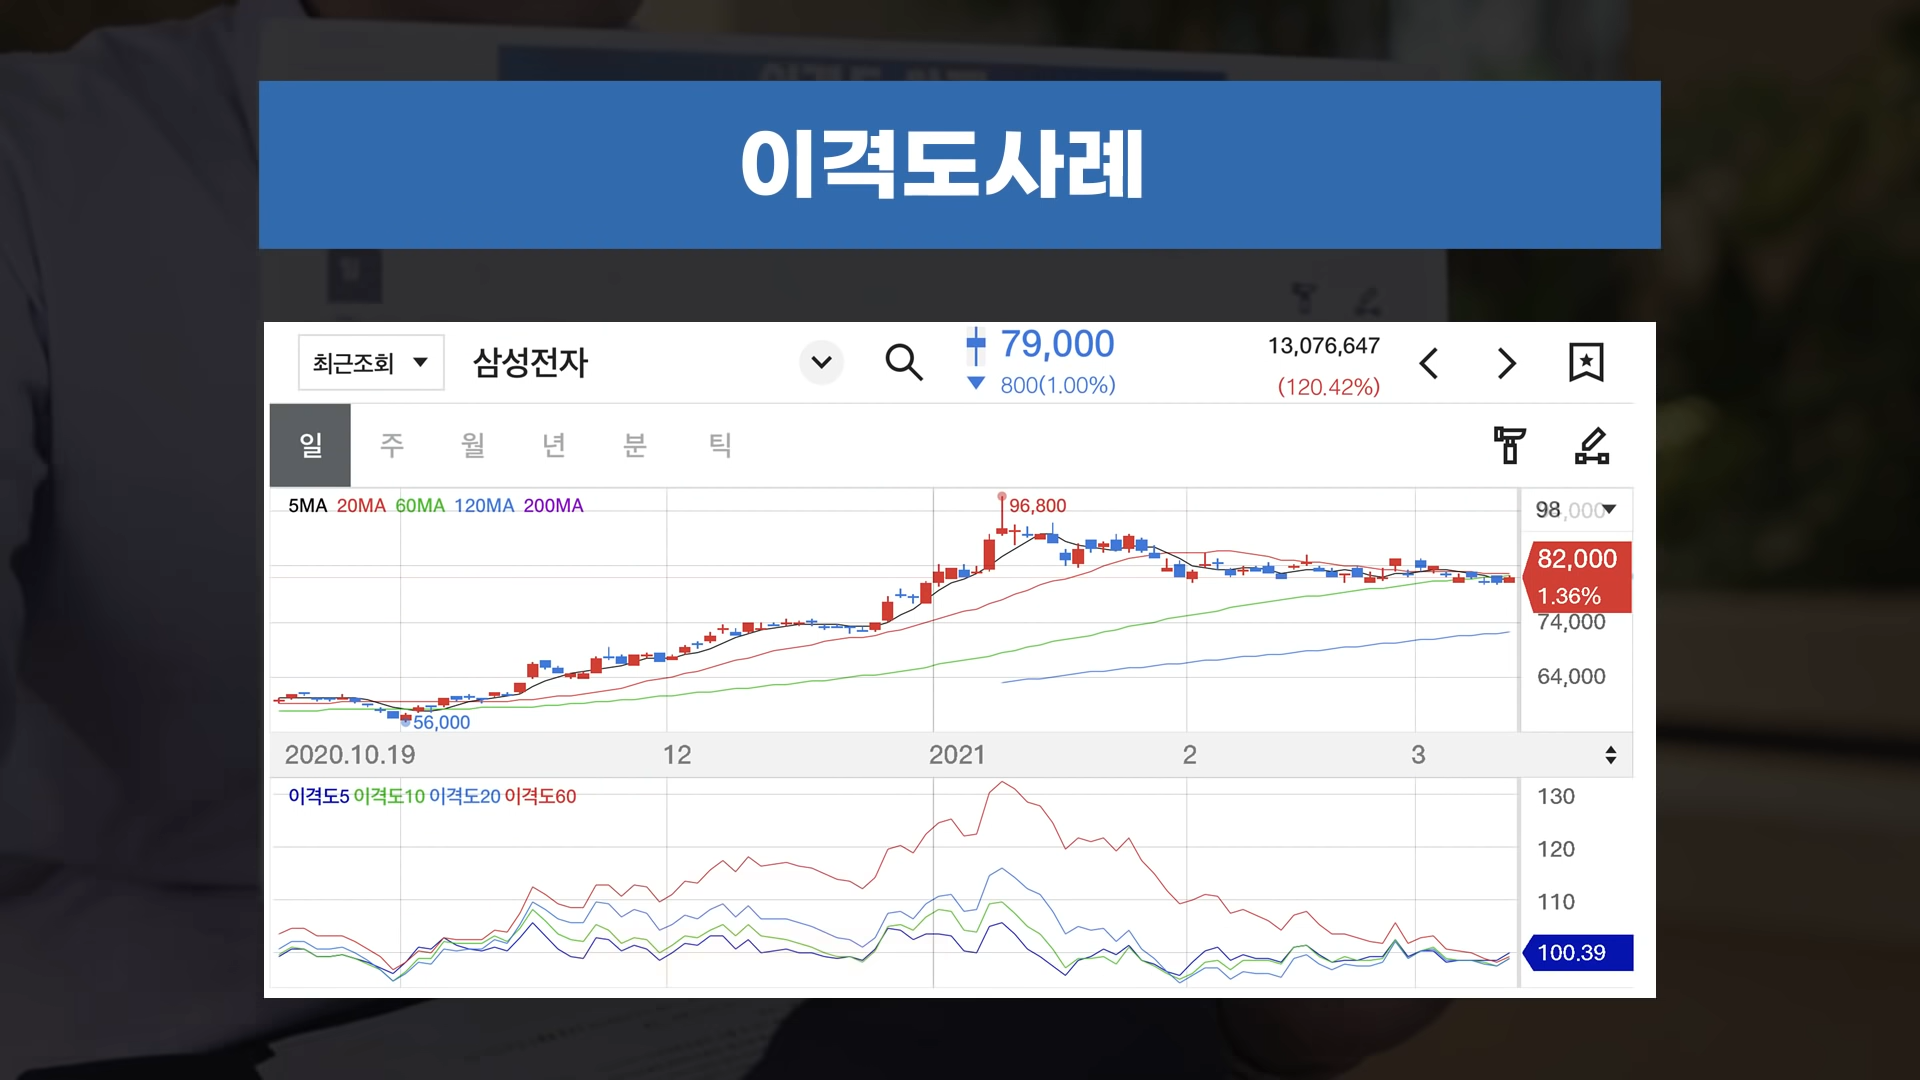 이격도사례
최근조회 ▼ 삼성전자 79,000 13,076,647
▼ 800(1.00%) (120.42%)
일 주 월 년 분 틱
5MA 20MA 60MA 120MA 200MA
96,800
98,000 ▼
82,000
1.36%
74,000
64,000
56,000
2020.10.19 12 2021 2 3
이격도5 이격도10 이격도20 이격도60
130
120
110
100.39